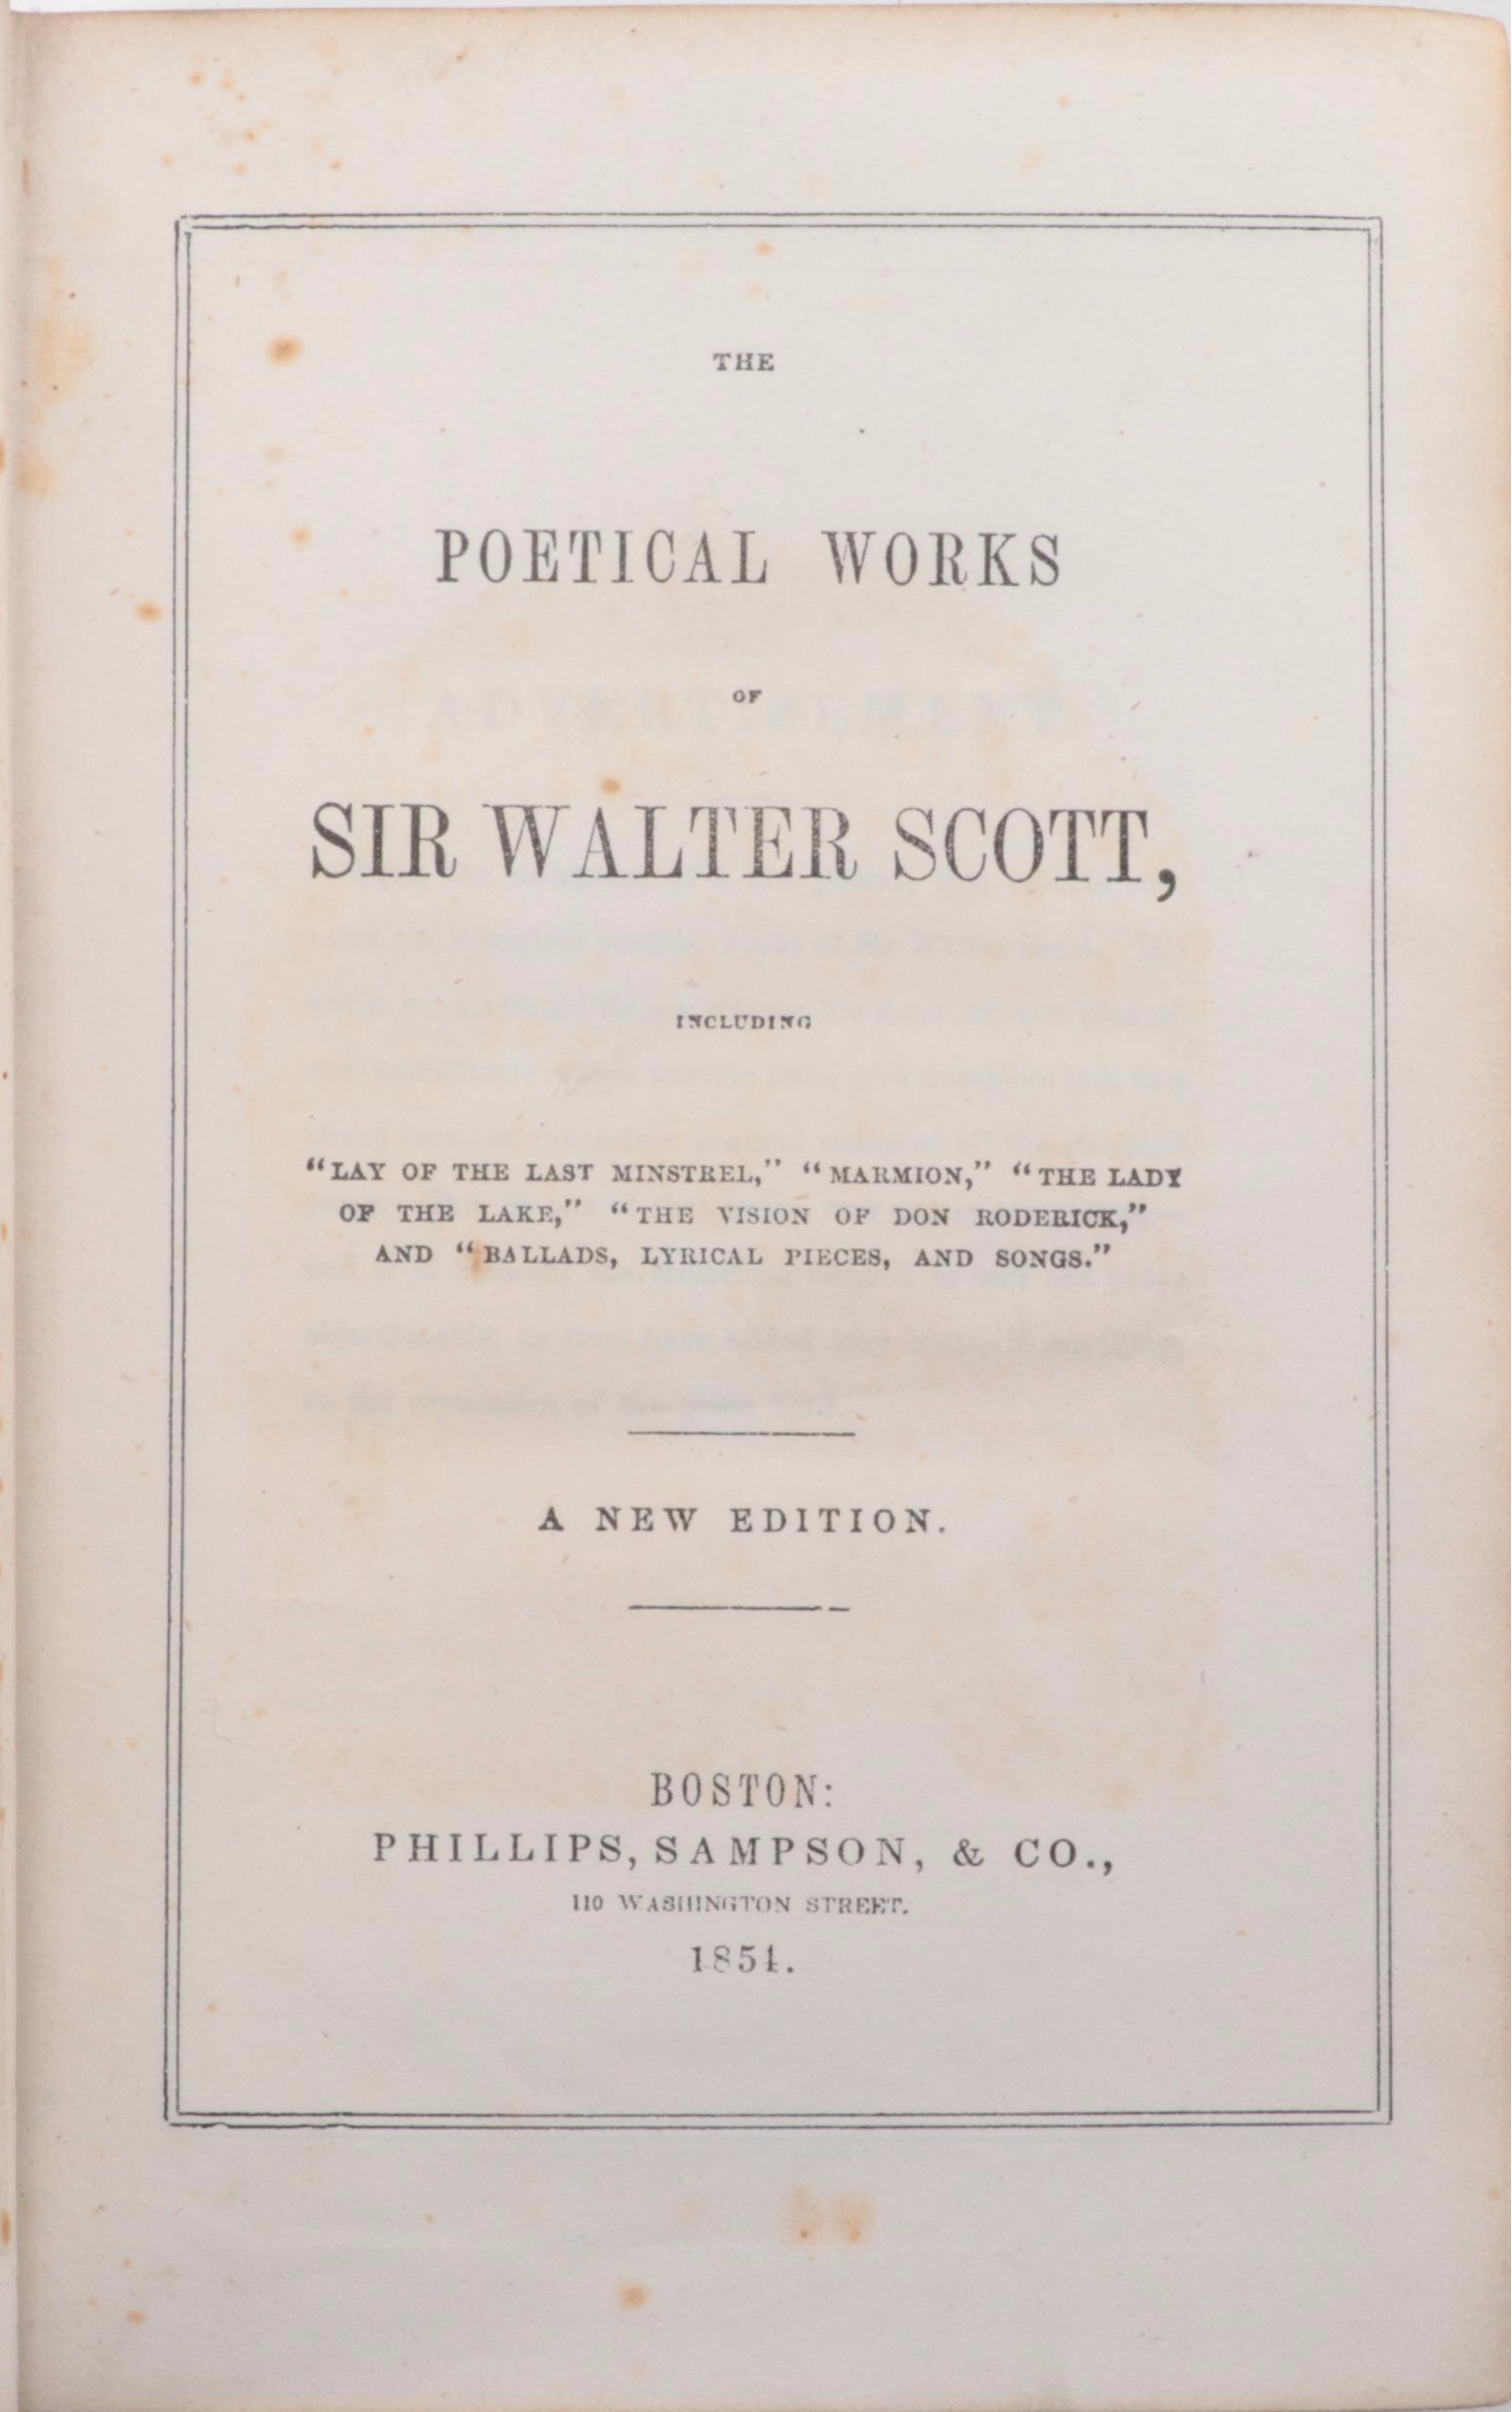 THE
POETICAL WORKS
OF
SIR WALTER SCOTT,
INCLUDING
“LAY OF THE LAST MINSTREL,” “MARMION,” “THE LADY
OF THE LAKE,” “THE VISION OF DON RODERICK,”
AND “BALLADS, LYRICAL PIECES, AND SONGS.”
A NEW EDITION.
BOSTON:
PHILLIPS, SAMPSON, & CO.,
110 WASHINGTON STREET.
1854.